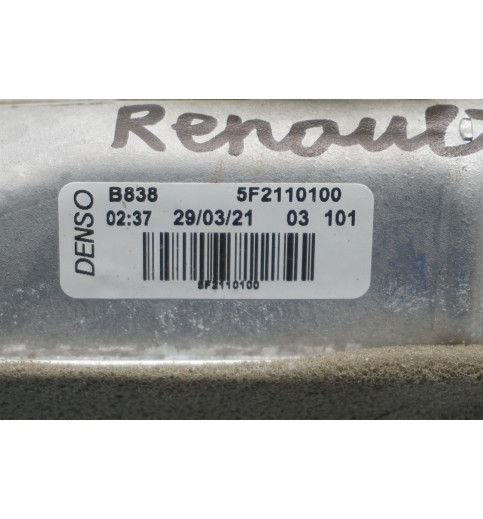 Renault
DENSO
B838 5F2110100
02:37 29/03/21 03 101
5F2110100